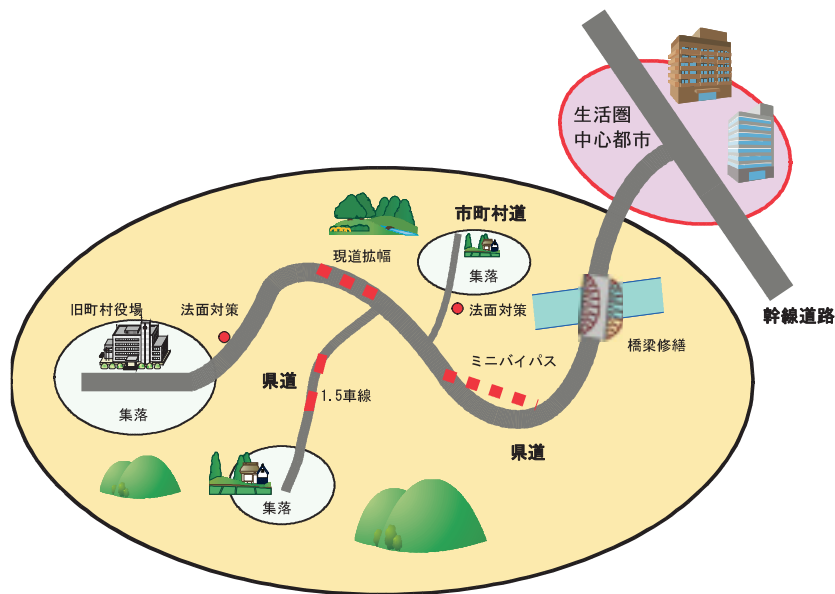 生活圏
中心都市
市町村道
現道拡幅
集落
旧町村役場
法面対策
法面対策
幹線道路
橋梁修繕
ミニバイパス
県道
1.5車線
集落
県道
集落